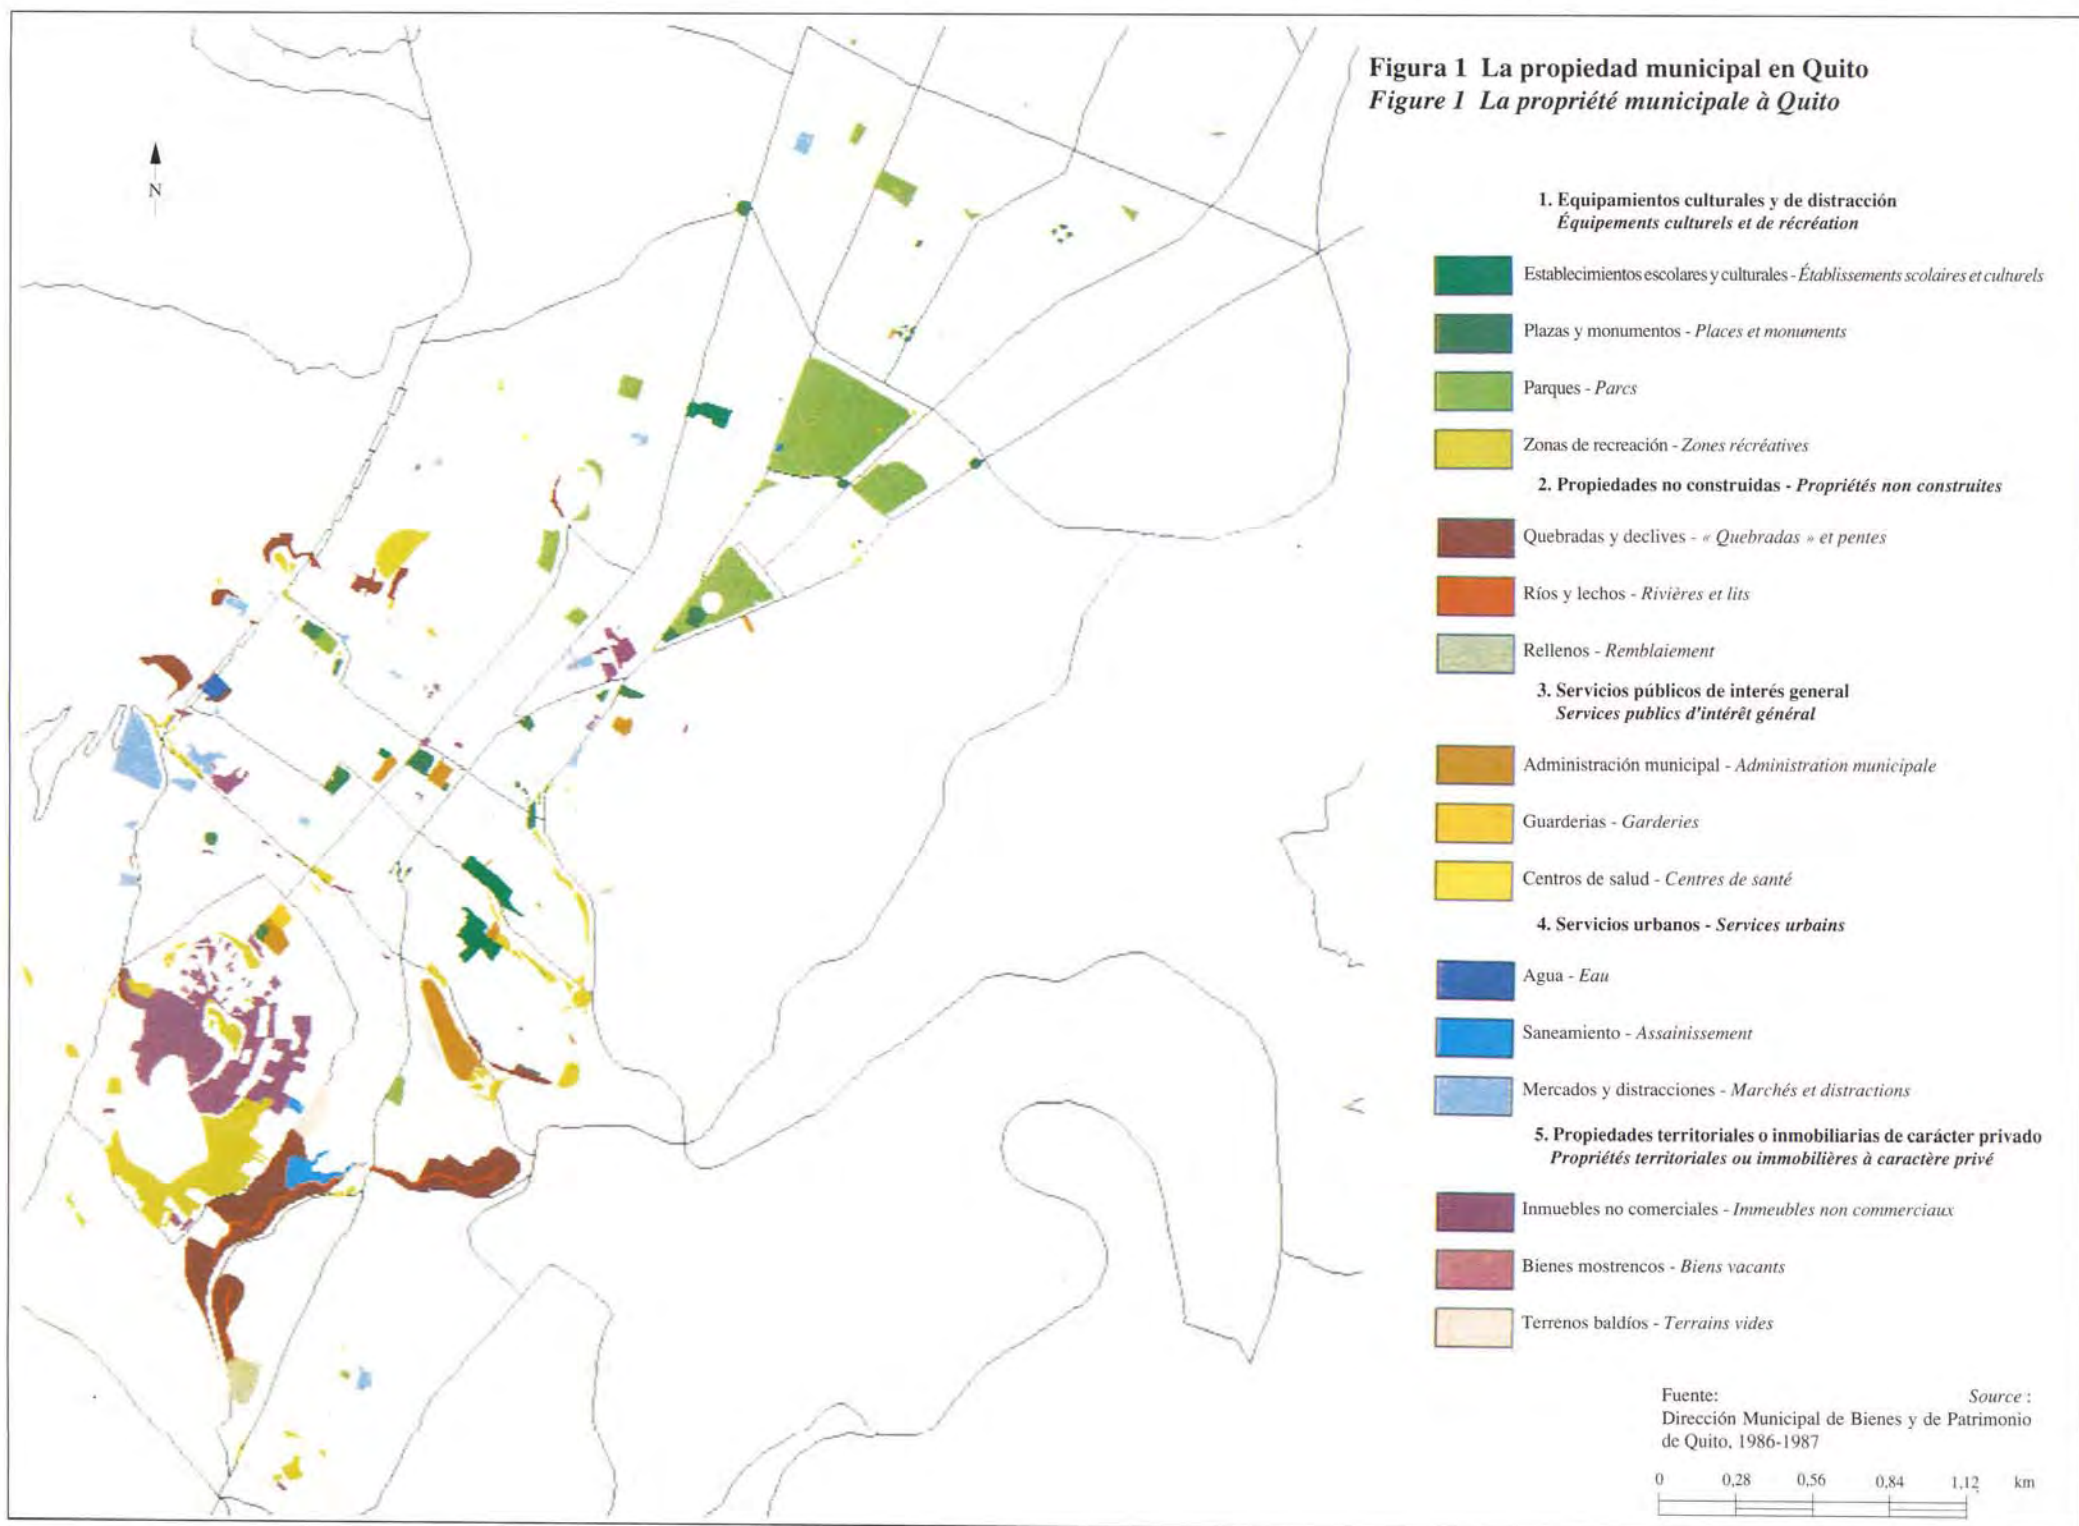 Figura 1 La propiedad municipal en Quito
Figure 1 La propriété municipale à Quito
N
1. Equipamientos culturales y de distracción
Équipements culturels et de récréation
Establecimientos escolares y culturales - Établissements scolaires et culturels
Plazas y monumentos - Places et monuments
Parques - Parcs
Zonas de recreación - Zones récréatives
2. Propiedades no construidas - Propriétés non construites
Quebradas y declives - « Quebradas » et pentes
Ríos y lechos - Rivières et lits
Rellenos - Remblaiement
3. Servicios públicos de interés general
Services publics d'intérêt général
Administración municipal - Administration municipale
Guarderias - Garderies
Centros de salud - Centres de santé
4. Servicios urbanos - Services urbains
Agua - Eau
Saneamiento - Assainissement
Mercados y distracciones - Marchés et distractions
5. Propiedades territoriales o inmobiliarias de carácter privado
Propriétés territoriales ou immobilières à caractère privé
Inmuebles no comerciales - Immeubles non commerciaux
Bienes mostrencos - Biens vacants
Terrenos baldíos - Terrains vides
Fuente: Source :
Dirección Municipal de Bienes y de Patrimonio
de Quito, 1986-1987
0 0,28 0,56 0,84 1,12 km